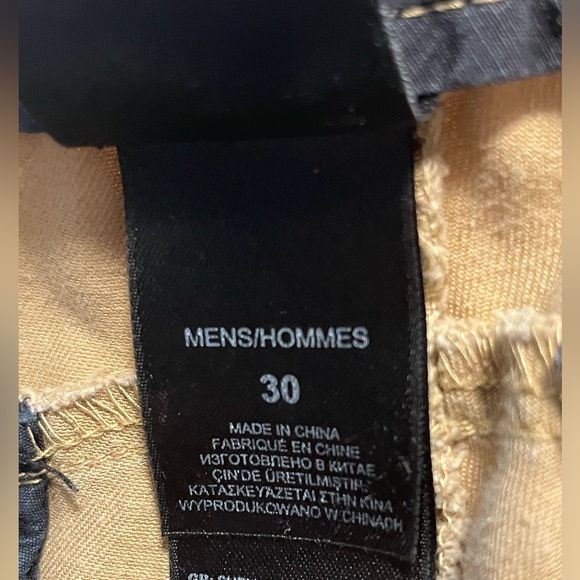 MENS/HOMMES
30
MADE IN CHINA
FABRIQUÉ EN CHINE
ИЗГОТОВЛЕНО В КИТАЕ
ÇIN'DE ÜRETILMIŞTIR.
ΚΑΤΑΣΚΕΥΑΖΕΤΑΙ ΣΤΗΝ ΚΙΝΑ
WYPRODUKOWANO W CHINACH